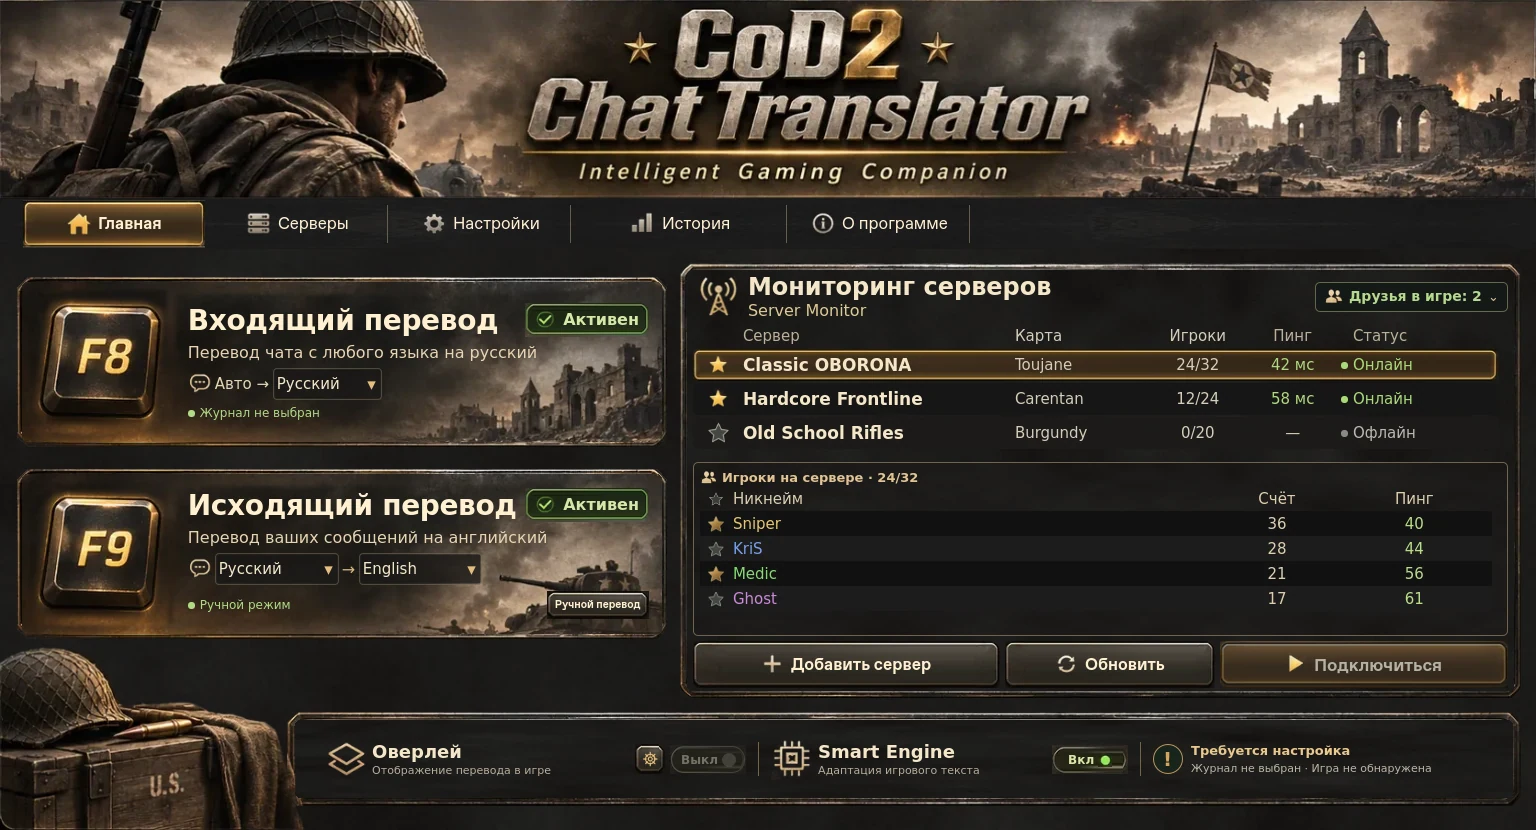 CoD2
Chat Translator
Intelligent Gaming Companion
Главная
Серверы
Настройки
История
О программе
F8
Входящий перевод
Активен
Перевод чата с любого языка на русский
Авто → Русский ▼
Журнал не выбран
F9
Исходящий перевод
Активен
Перевод ваших сообщений на английский
Русский ▼ → English ▼
Ручной режим
Ручной перевод
Мониторинг серверов
Server Monitor
Друзья в игре: 2
Сервер Карта Игроки Пинг Статус
Classic OBORONA Toujane 24/32 42 мс Онлайн
Hardcore Frontline Carentan 12/24 58 мс Онлайн
Old School Rifles Burgundy 0/20 — Офлайн
Игроки на сервере · 24/32
Никнейм Счёт Пинг
Sniper 36 40
KriS 28 44
Medic 21 56
Ghost 17 61
Добавить сервер
Обновить
Подключиться
U.S.
Оверлей
Отображение перевода в игре
Выкл
Smart Engine
Адаптация игрового текста
Вкл
Требуется настройка
Журнал не выбран · Игра не обнаружена